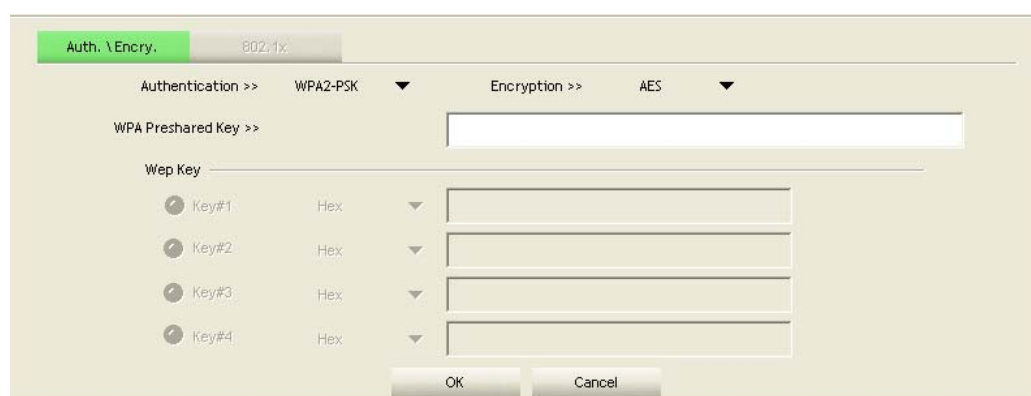 Auth. \ Encry. 802.1x
Authentication >> WPA2-PSK Encryption >> AES
WPA Preshared Key >>
Wep Key
Key#1 Hex
Key#2 Hex
Key#3 Hex
Key#4 Hex
OK Cancel